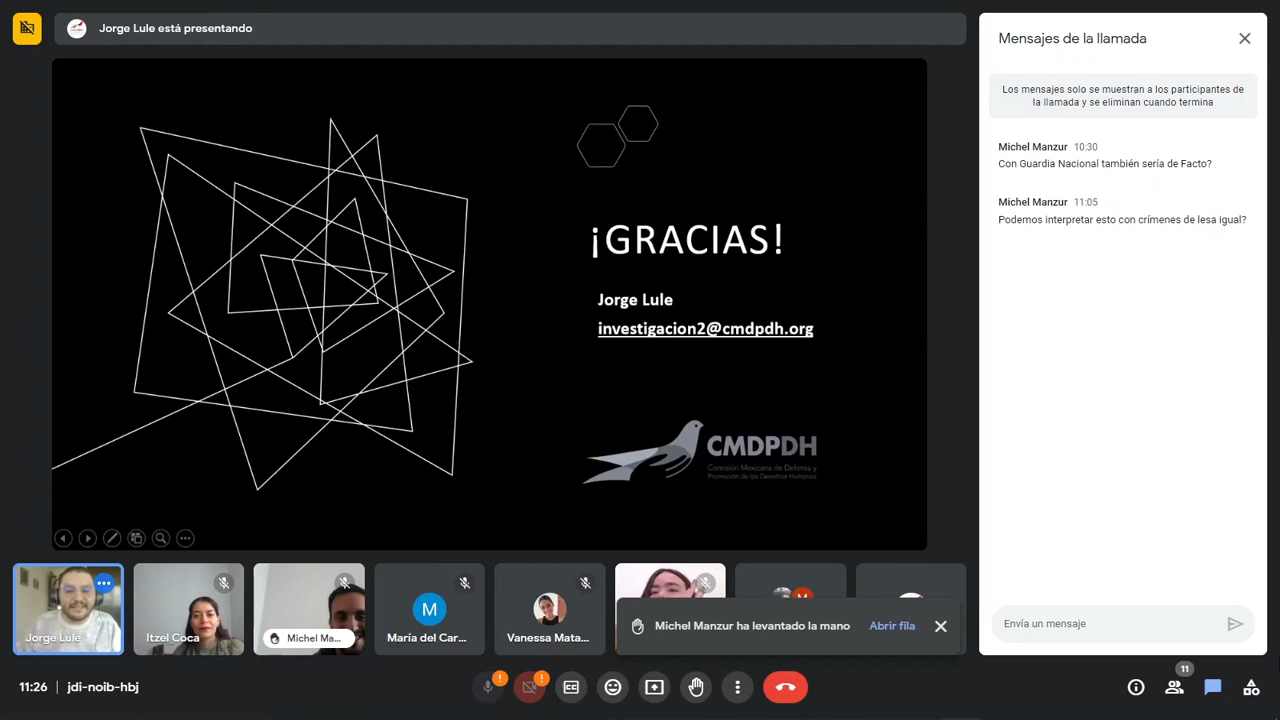 Jorge Lule está presentando
¡GRACIAS!
Jorge Lule
investigacion2@cmdpdh.org
CMDPDH
Comisión Mexicana de Defensa y
Promoción de los Derechos Humanos
Mensajes de la llamada
Los mensajes solo se muestran a los participantes de
la llamada y se eliminan cuando termina
Michel Manzur 10:30
Con Guardia Nacional también sería de Facto?
Michel Manzur 11:05
Podemos interpretar esto con crímenes de lesa igual?
Envía un mensaje
Jorge Lule
Itzel Coca
Michel Ma...
M
María del Car...
Vanessa Mata...
M
Michel Manzur ha levantado la mano
Abrir fila
11:26 | jdi-noib-hbj
11